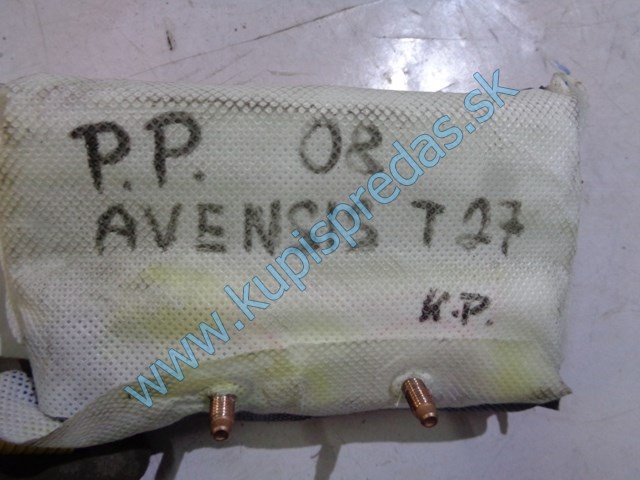 P.P. 08
AVENSIS T27
K.P.
www.kupispredas.sk